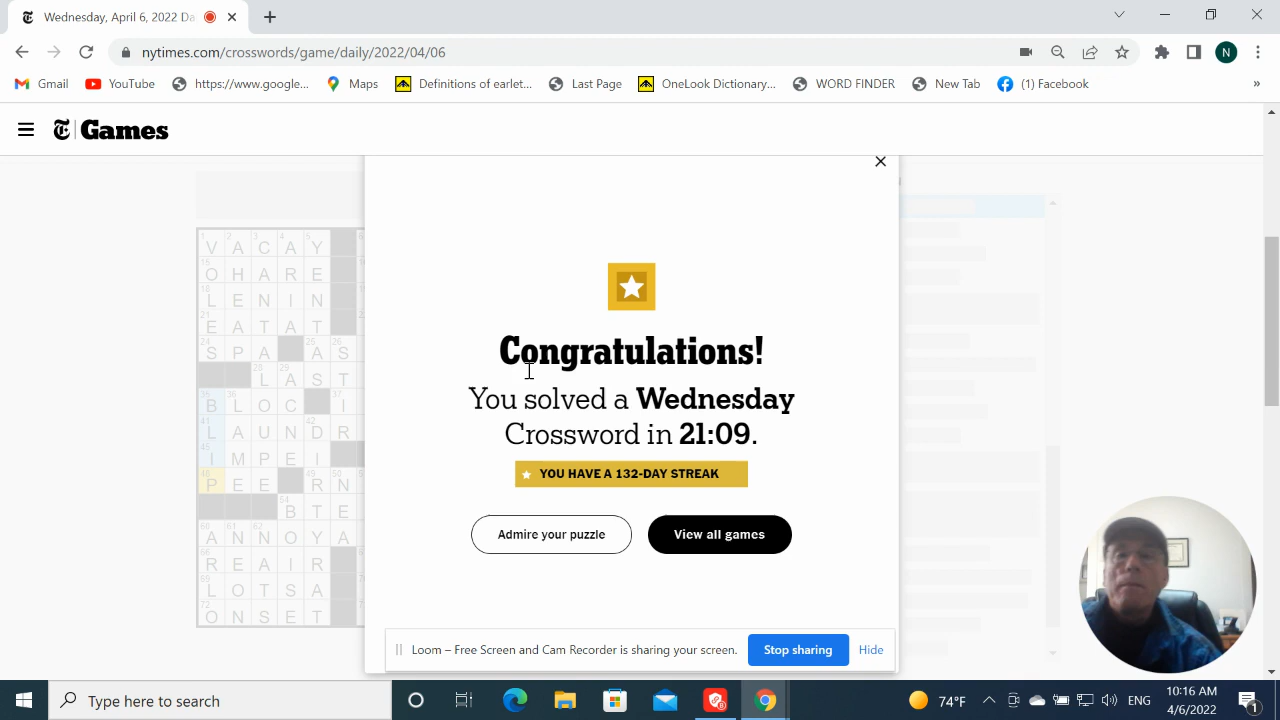 Wednesday, April 6, 2022 Da
nytimes.com/crosswords/game/daily/2022/04/06
N
Gmail YouTube https://www.google... Maps Definitions of earlet... Last Page OneLook Dictionary... WORD FINDER New Tab (1) Facebook »
T Games
V A C A Y
O H A R E
L E N I N
E A T A T
S P A A S
L A S T
B L O C I
L A U N D R
I M P E I
P E E R N
B T E
A N N O Y A
R E A I R
L O T S A
O N S E T
Congratulations!
You solved a Wednesday
Crossword in 21:09.
YOU HAVE A 132-DAY STREAK
Admire your puzzle View all games
Loom – Free Screen and Cam Recorder is sharing your screen. Stop sharing Hide
Type here to search 74°F ENG 10:16 AM
4/6/2022